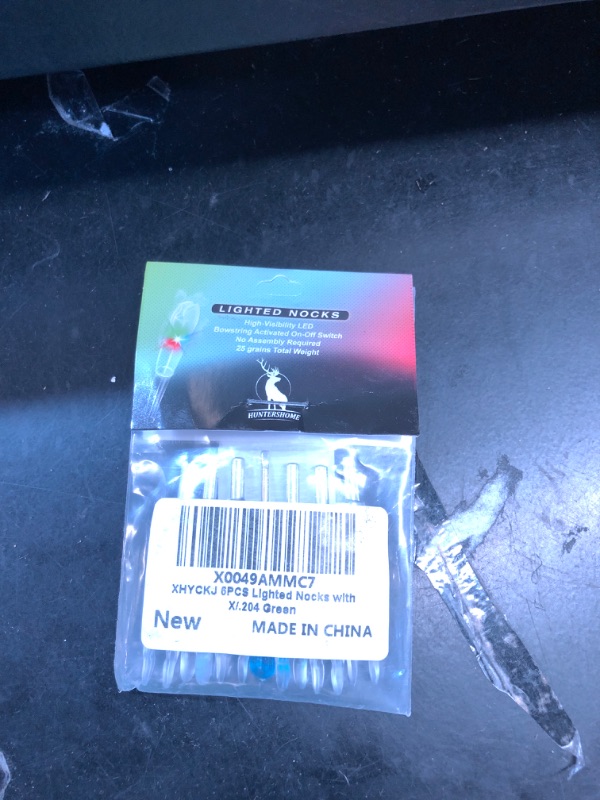 LIGHTED NOCKS
High-Visibility LED
Bowstring Activated On-Off Switch
No Assembly Required
25 grains Total Weight
HUNTERSHOME
X0049AMMC7
XHYCKJ 6PCS Lighted Nocks with
X/.204 Green
New MADE IN CHINA